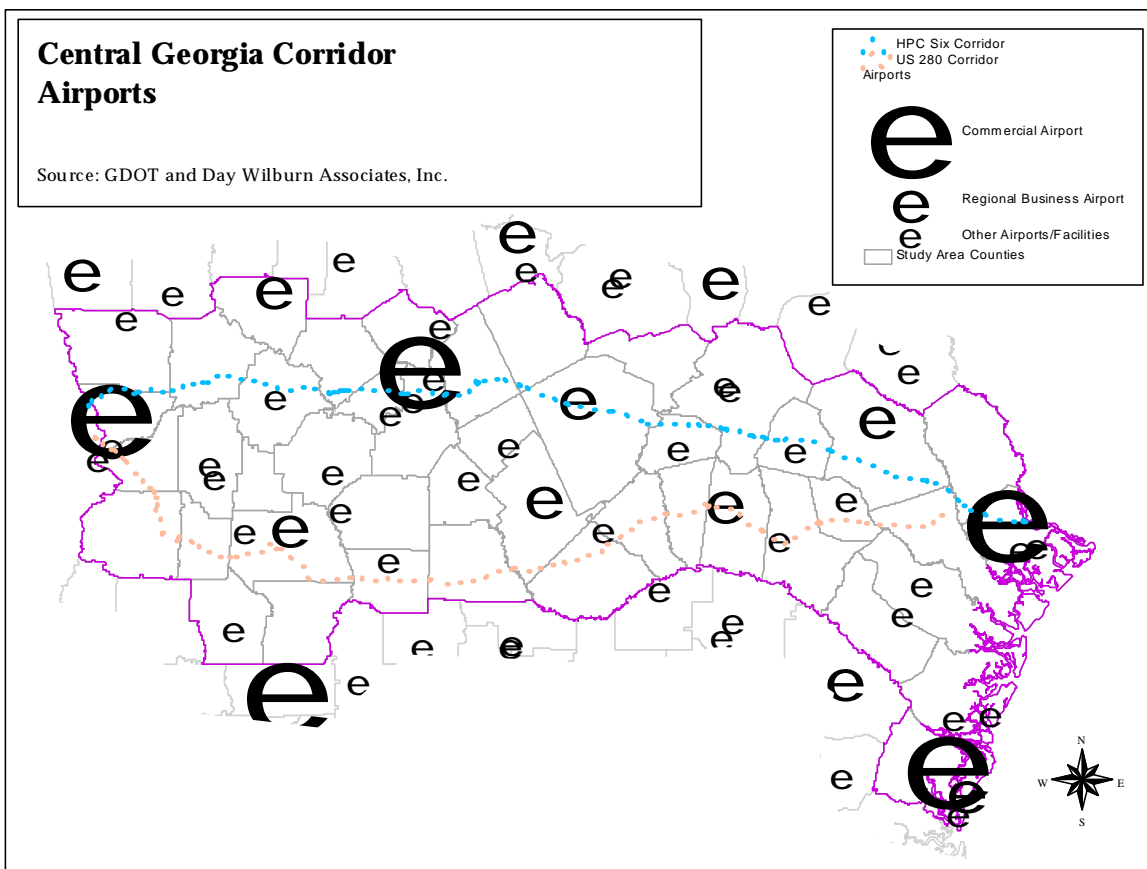 Central Georgia Corridor
Airports
Source: GDOT and Day Wilburn Associates, Inc.
HPC Six Corridor
US 280 Corridor
Airports
e Commercial Airport
e Regional Business Airport
e Other Airports/Facilities
Study Area Counties
N
W E
S